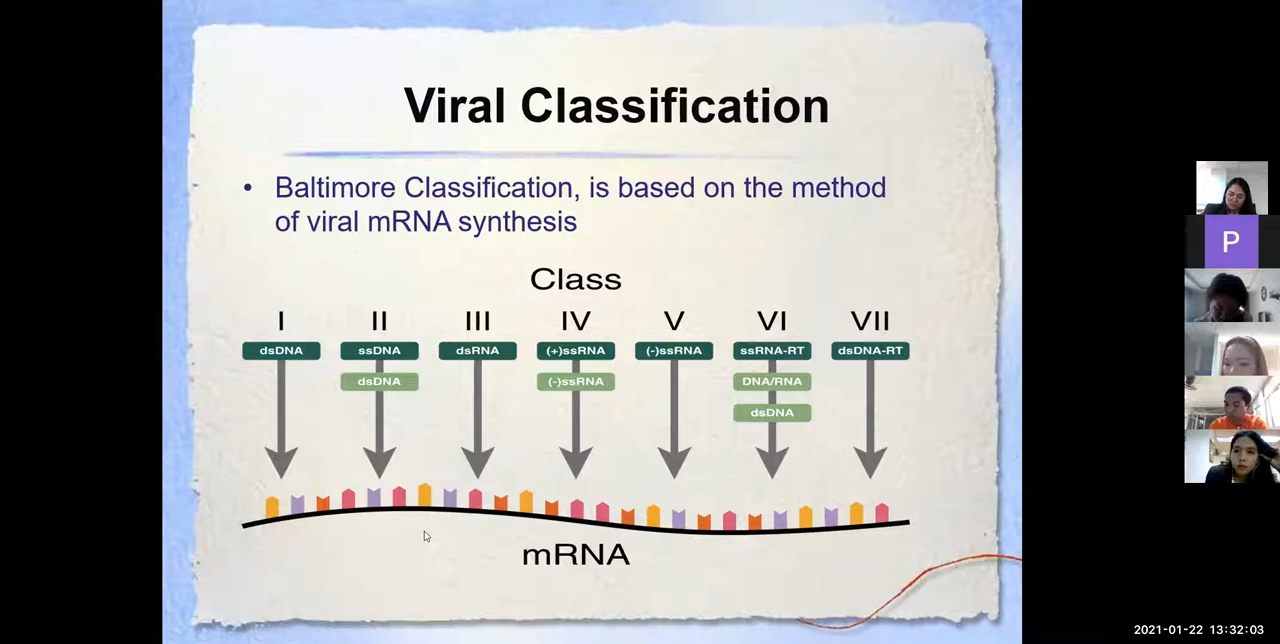 Viral Classification
• Baltimore Classification, is based on the method
of viral mRNA synthesis
Class
I II III IV V VI VII
dsDNA ssDNA dsRNA (+)ssRNA (-)ssRNA ssRNA-RT dsDNA-RT
dsDNA (-)ssRNA DNA/RNA
dsDNA
mRNA
P
2021-01-22 13:32:03